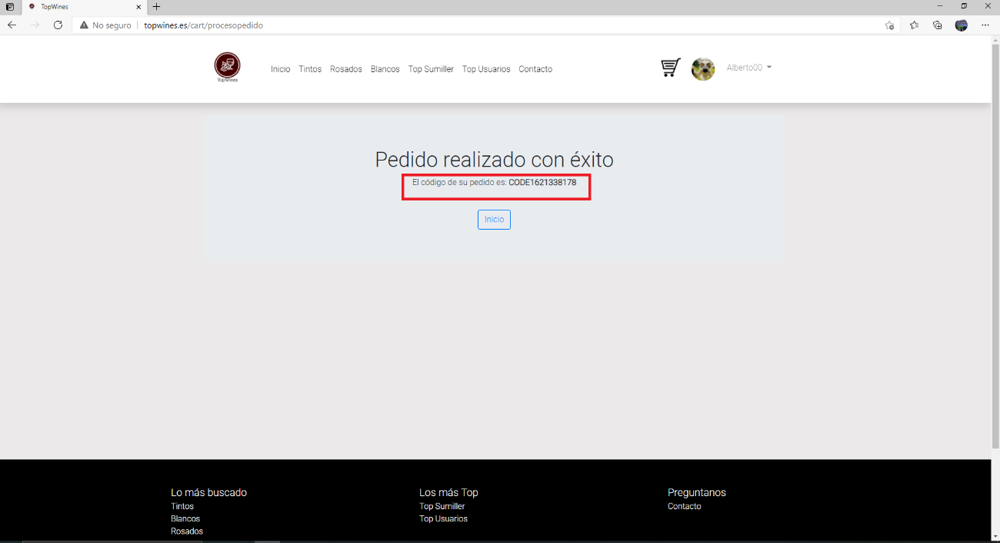 TopWines
No seguro | topwines.es/cart/procesopedido
TopWines
Inicio Tintos Rosados Blancos Top Sumiller Top Usuarios Contacto
Alberto00
Pedido realizado con éxito
El código de su pedido es: CODE1621338178
Inicio
Lo más buscado
Tintos
Blancos
Rosados
Los más Top
Top Sumiller
Top Usuarios
Preguntanos
Contacto